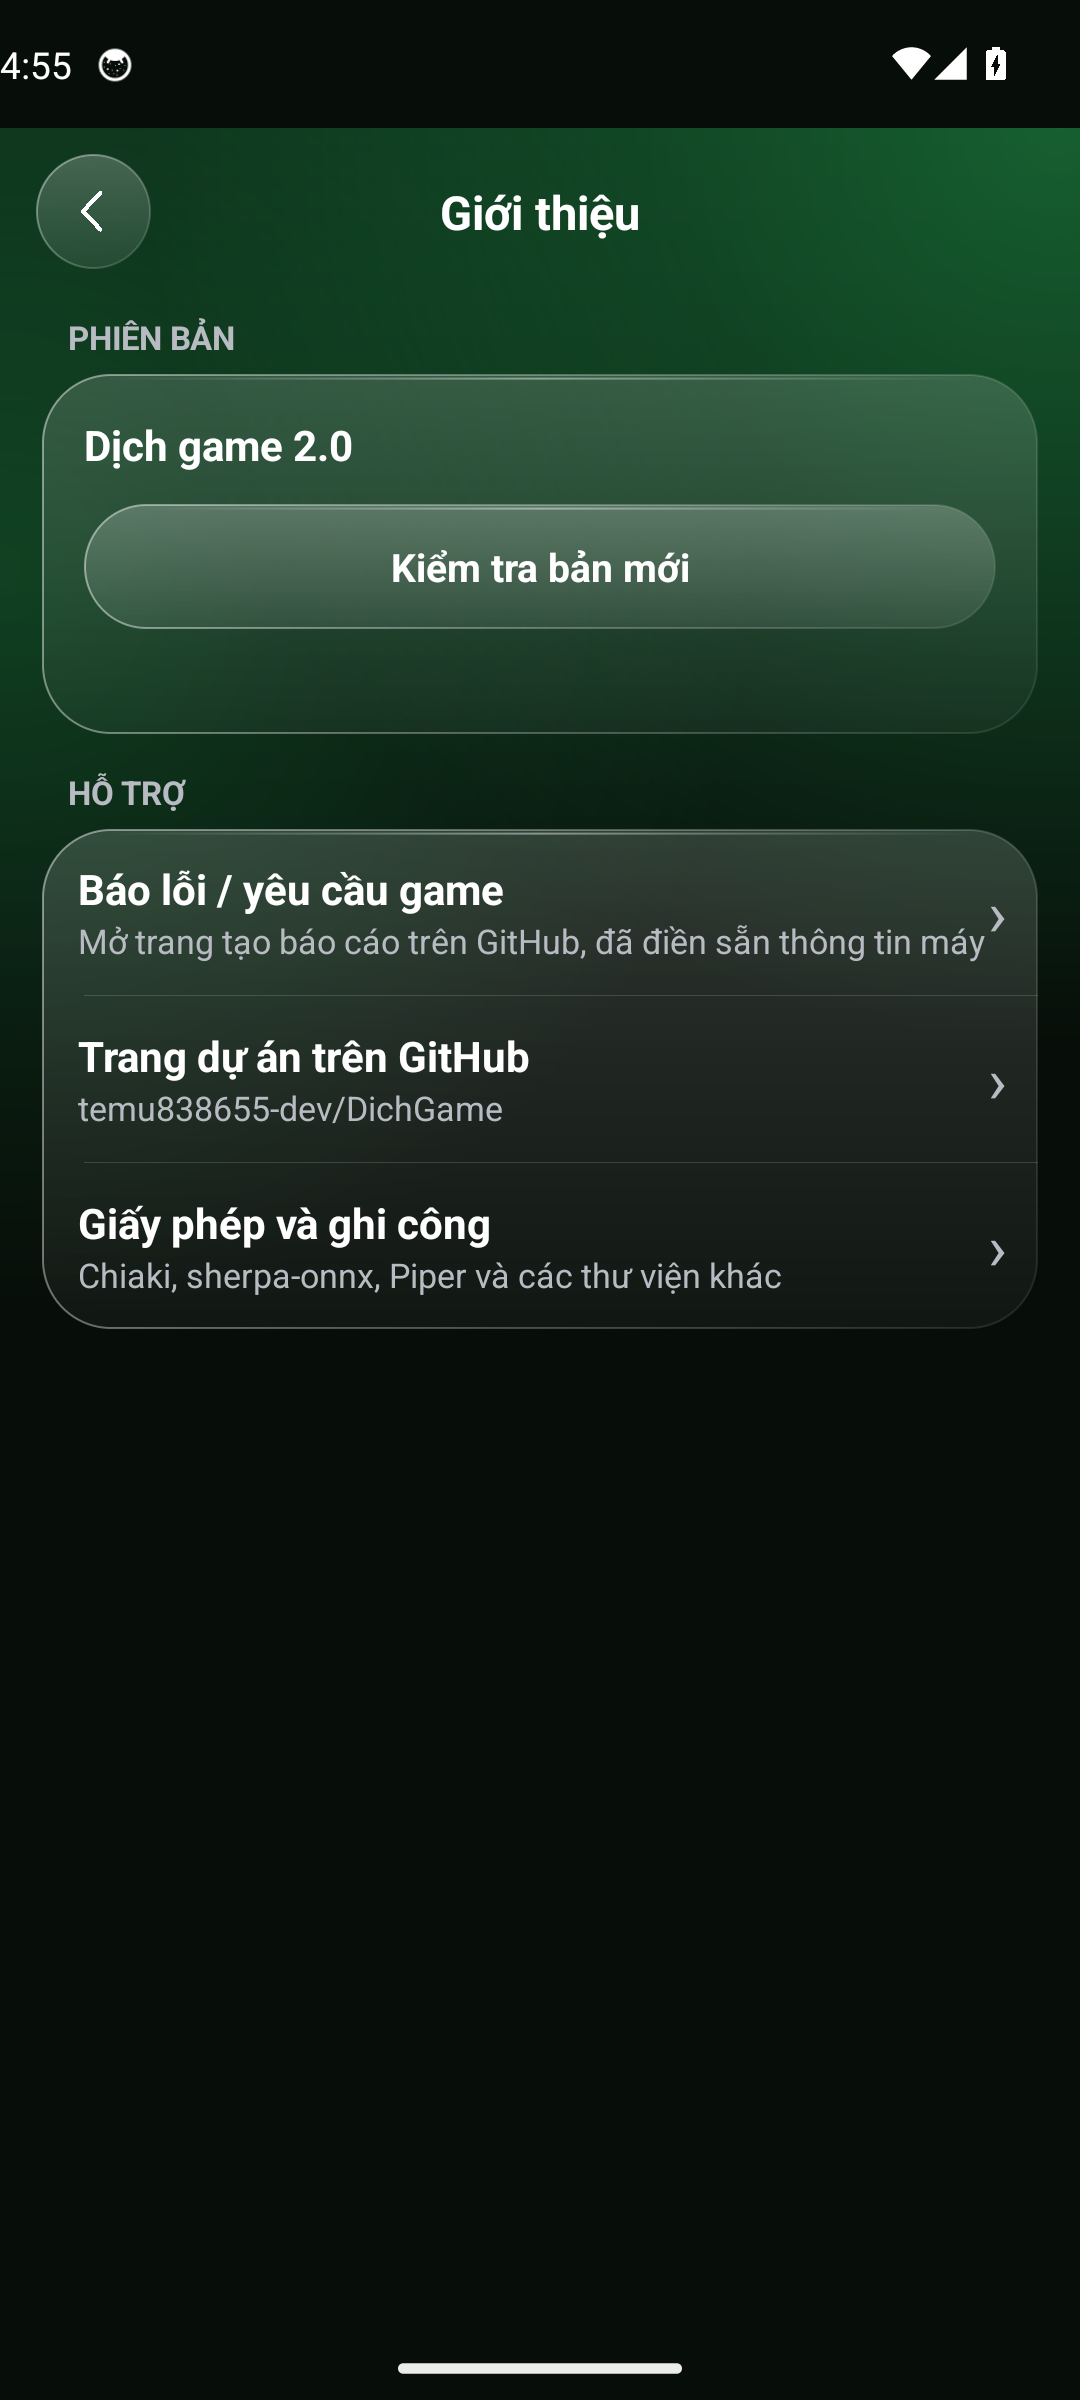 4:55
Giới thiệu
PHIÊN BẢN
Dịch game 2.0
Kiểm tra bản mới
HỖ TRỢ
Báo lỗi / yêu cầu game
Mở trang tạo báo cáo trên GitHub, đã điền sẵn thông tin máy
Trang dự án trên GitHub
temu838655-dev/DichGame
Giấy phép và ghi công
Chiaki, sherpa-onnx, Piper và các thư viện khác